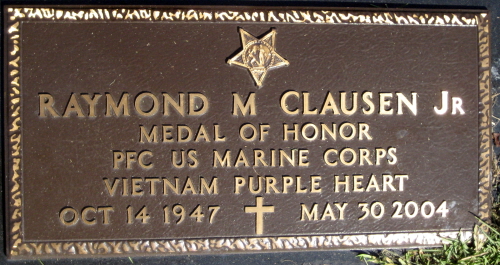 RAYMOND M CLAUSEN JR
MEDAL OF HONOR
PFC US MARINE CORPS
VIETNAM PURPLE HEART
OCT 14 1947 MAY 30 2004